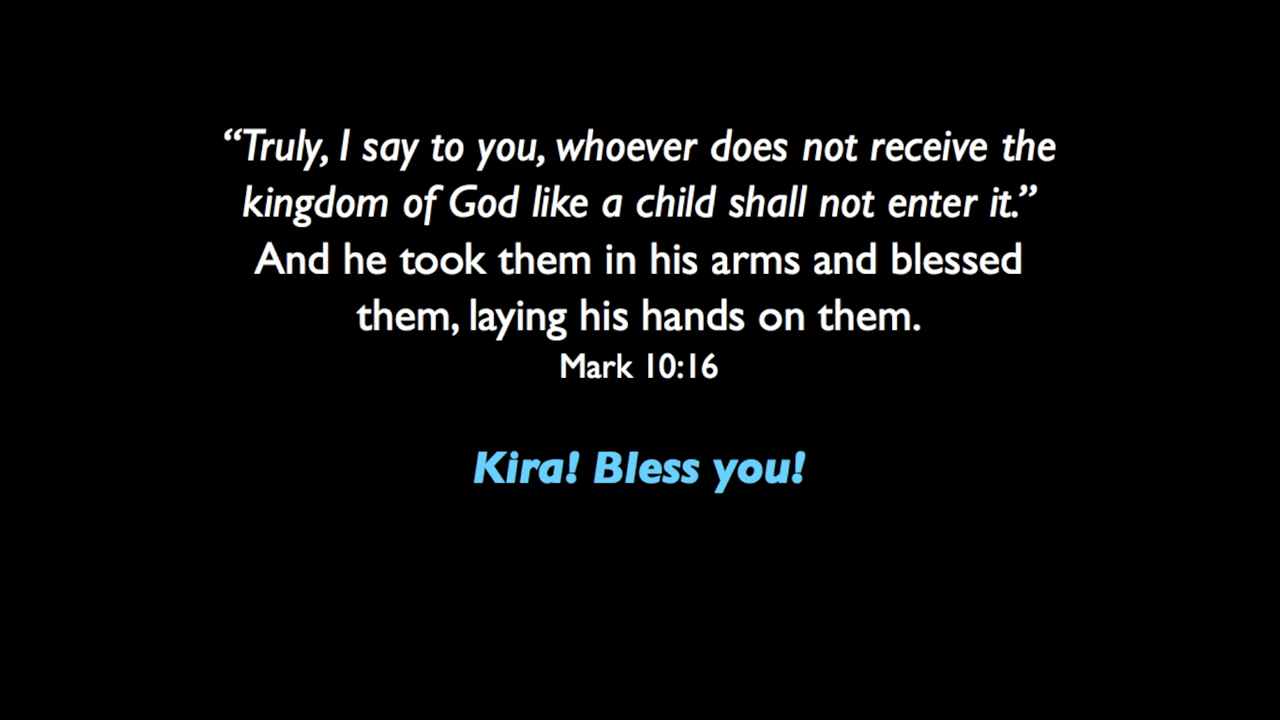 “Truly, I say to you, whoever does not receive the
kingdom of God like a child shall not enter it.”
And he took them in his arms and blessed
them, laying his hands on them.
Mark 10:16
Kira! Bless you!